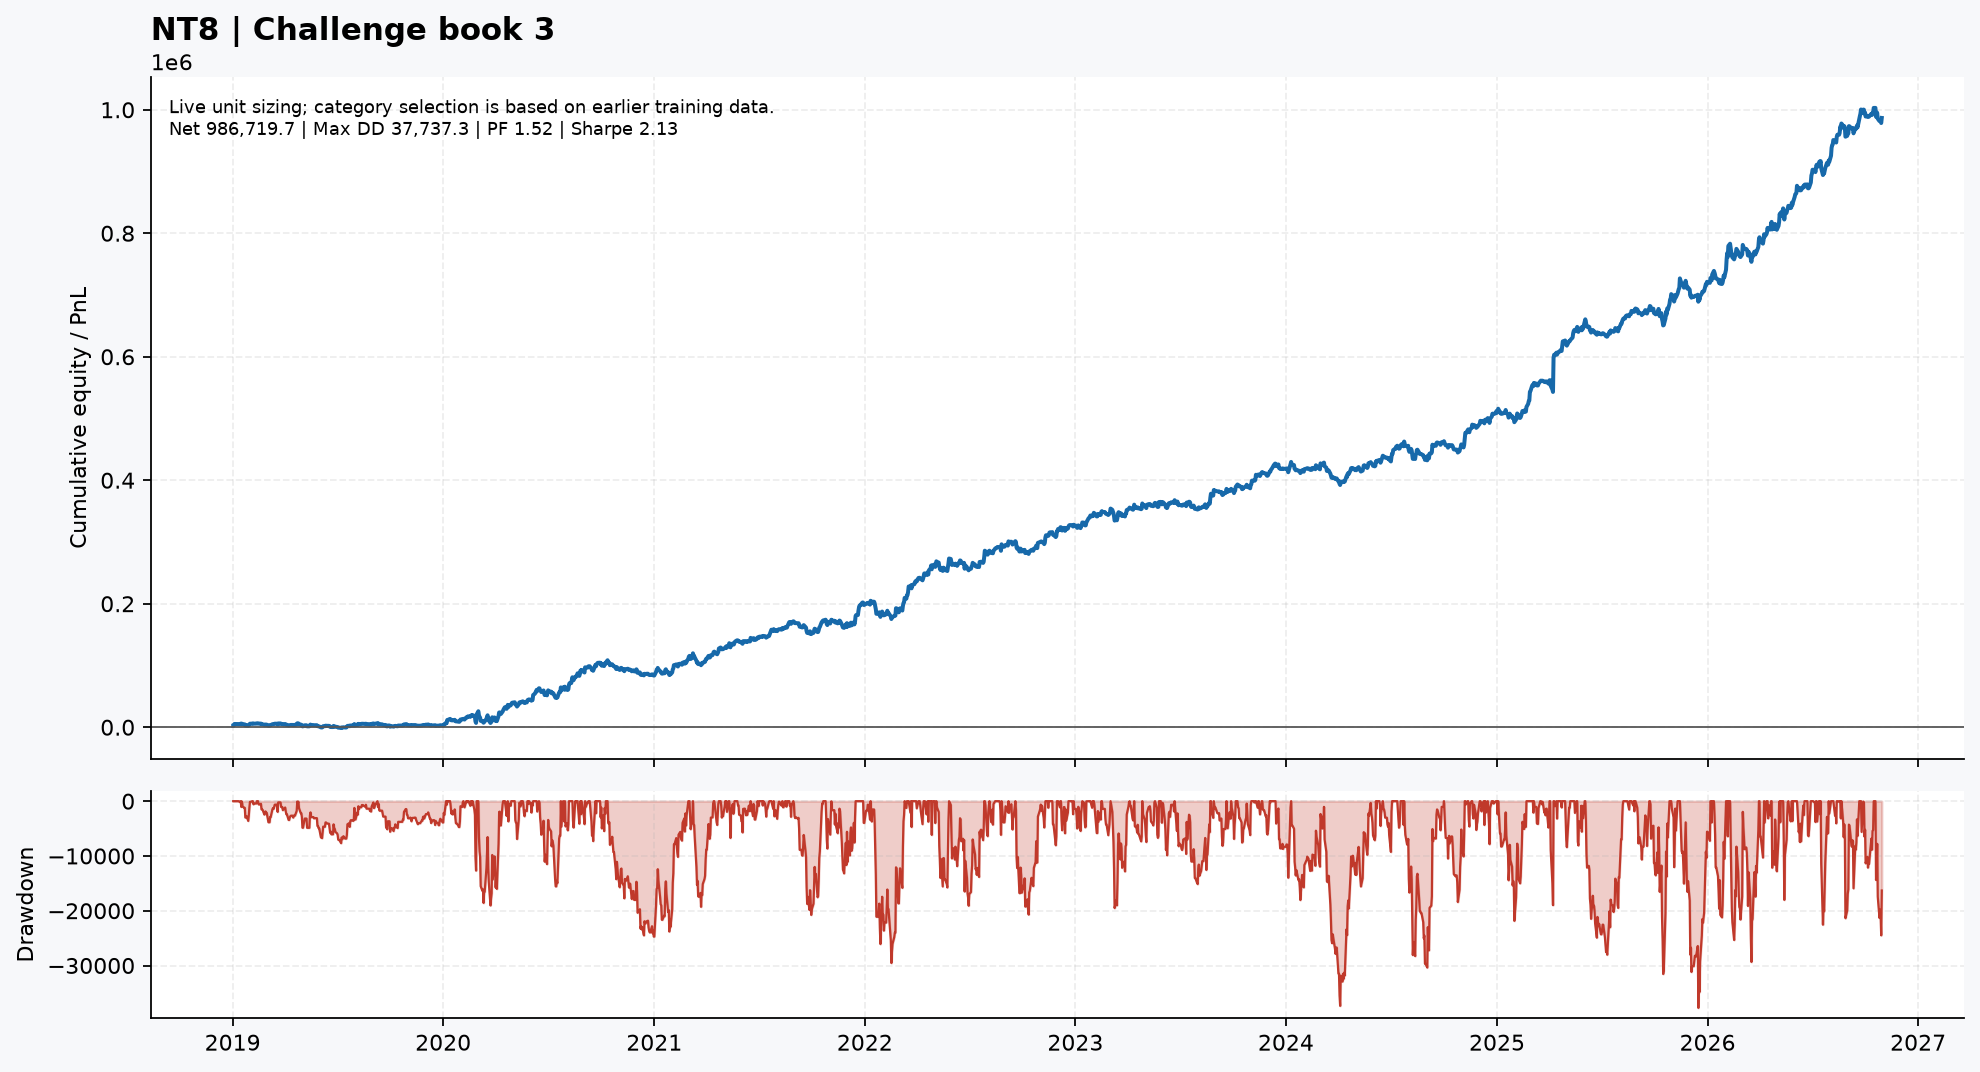 NT8 | Challenge book 3
1e6
Live unit sizing; category selection is based on earlier training data.
Net 986,719.7 | Max DD 37,737.3 | PF 1.52 | Sharpe 2.13
Cumulative equity / PnL
1.0
0.8
0.6
0.4
0.2
0.0
Drawdown
0
−10000
−20000
−30000
2019 2020 2021 2022 2023 2024 2025 2026 2027